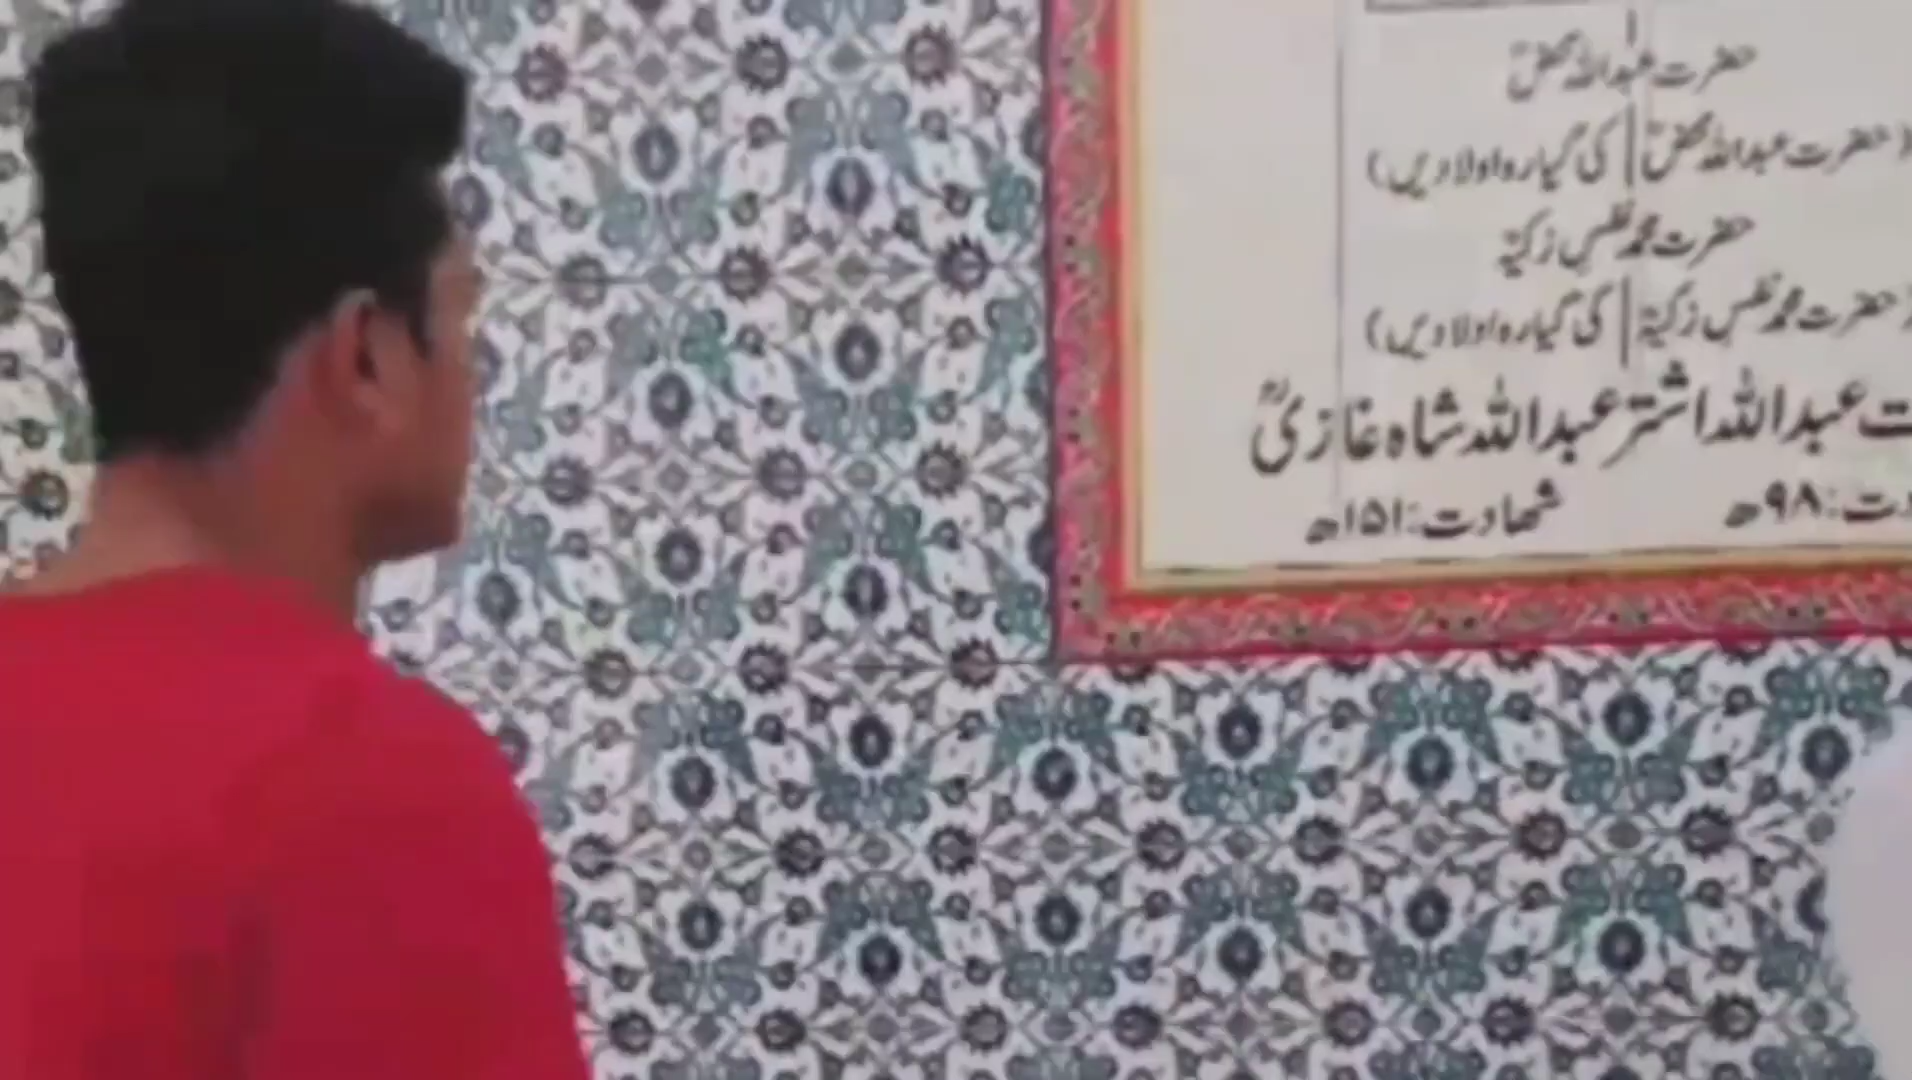 حضرت عبداللہ محضؓ
حضرت عبداللہ محضؓ کی گیارہ اولادیں)
حضرت محمد نفس زکیہؒ
حضرت محمد نفس زکیہؒ کی گیارہ اولادیں)
عبداللہ اشتر عبداللہ شاہ غازیؒ
۹۸ھ شہادت: ۱۵۱ھ